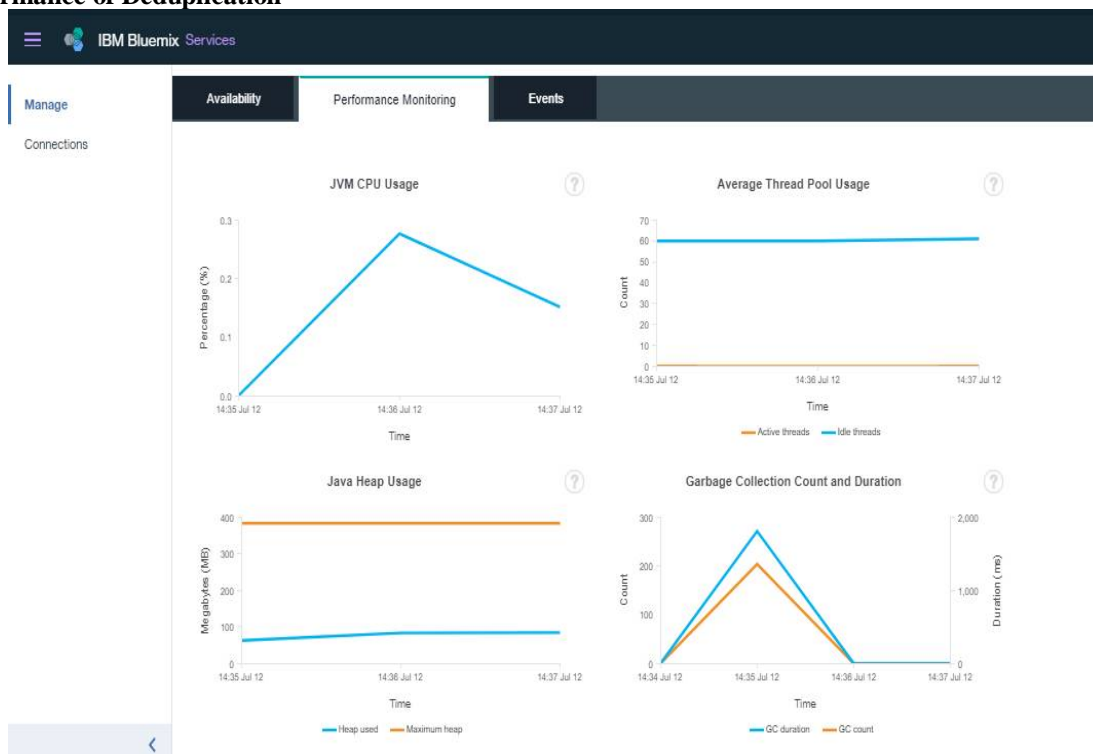 of Deduplication
IBM Bluemix Services
Manage
Connections
Availability
Performance Monitoring
Events
JVM CPU Usage
?
Percentage (%)
0.3
0.2
0.1
0.0
14:35 Jul 12
14:36 Jul 12
14:37 Jul 12
Time
Average Thread Pool Usage
?
Count
70
60
50
40
30
20
10
0
14:35 Jul 12
14:36 Jul 12
14:37 Jul 12
Time
Active threads
Idle threads
Java Heap Usage
?
Megabytes (MB)
400
300
200
100
0
14:35 Jul 12
14:36 Jul 12
14:37 Jul 12
Time
Heap used
Maximum heap
Garbage Collection Count and Duration
?
Count
300
200
100
0
2,000
1,000
0
Duration (ms)
14:34 Jul 12
14:35 Jul 12
14:36 Jul 12
14:37 Jul 12
Time
GC duration
GC count